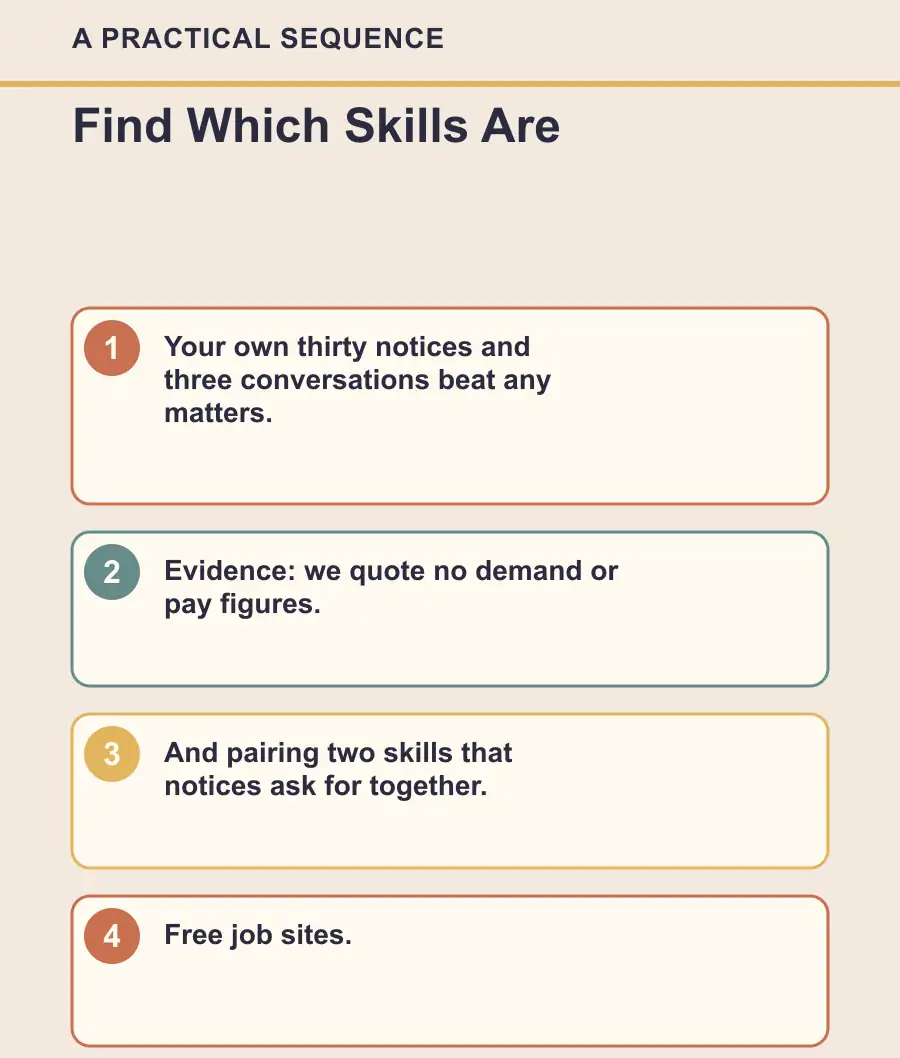 A PRACTICAL SEQUENCE
Find Which Skills Are
1
Your own thirty notices and
three conversations beat any
matters.
2
Evidence: we quote no demand or
pay figures.
3
And pairing two skills that
notices ask for together.
4
Free job sites.